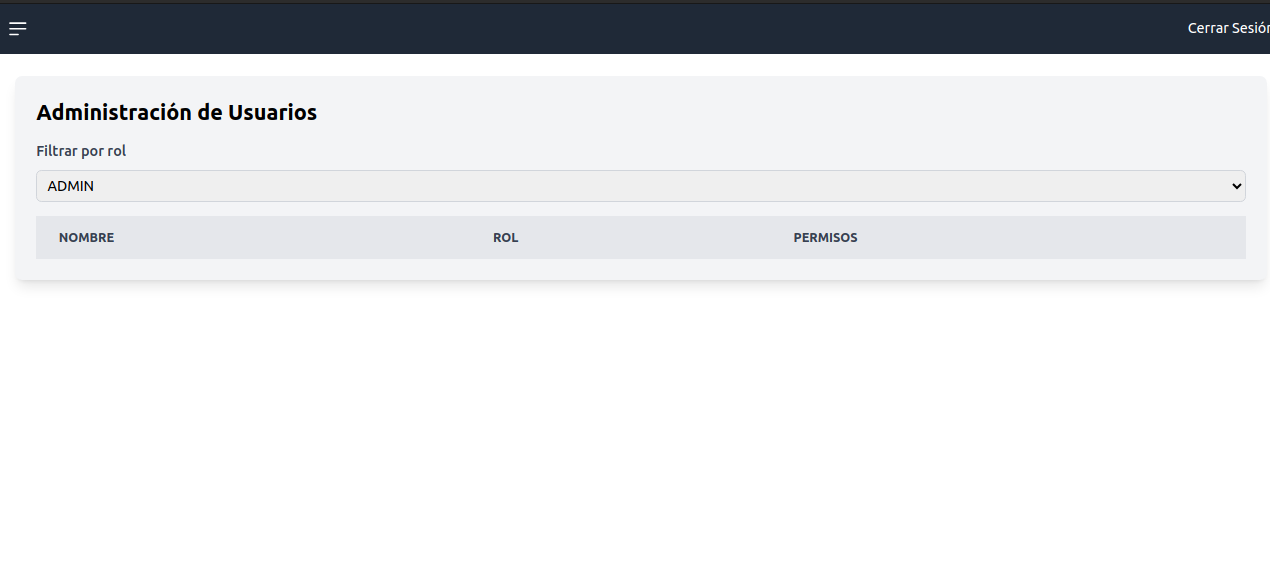 Cerrar Sesión
Administración de Usuarios
Filtrar por rol
ADMIN
NOMBRE ROL PERMISOS